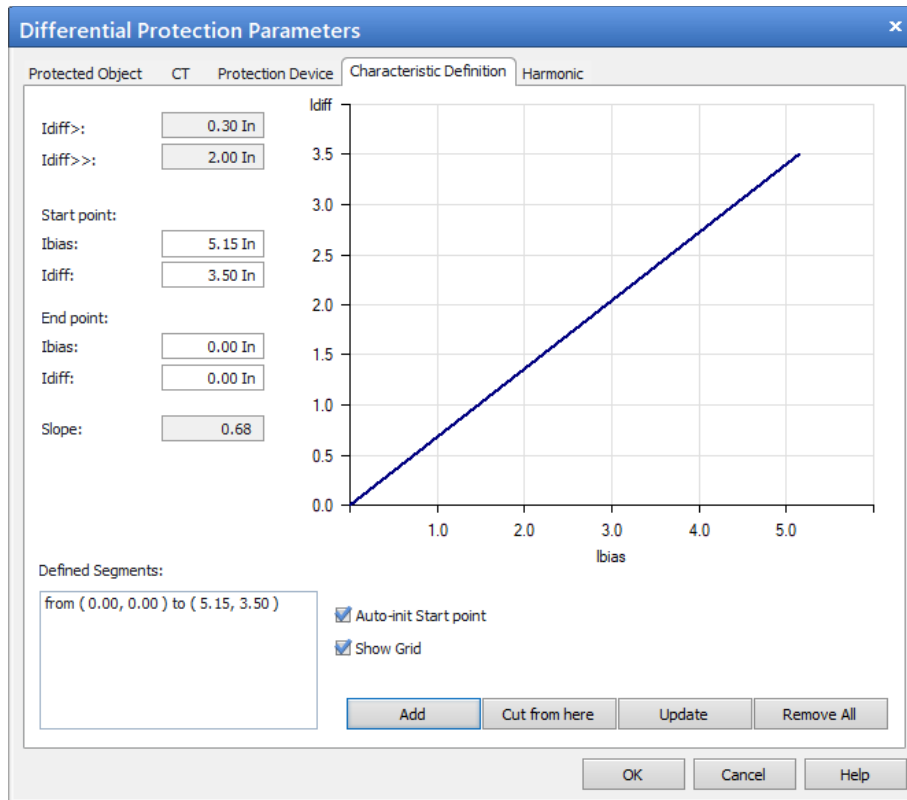 Differential Protection Parameters
Protected Object CT Protection Device Characteristic Definition Harmonic
Idiff>: 0.30 In
Idiff>>: 2.00 In
Start point:
Ibias: 5.15 In
Idiff: 3.50 In
End point:
Ibias: 0.00 In
Idiff: 0.00 In
Slope: 0.68
Idiff
3.5
3.0
2.5
2.0
1.5
1.0
0.5
0.0
1.0 2.0 3.0 4.0 5.0
Ibias
Defined Segments:
from ( 0.00, 0.00 ) to ( 5.15, 3.50 )
Auto-init Start point
Show Grid
Add Cut from here Update Remove All
OK Cancel Help